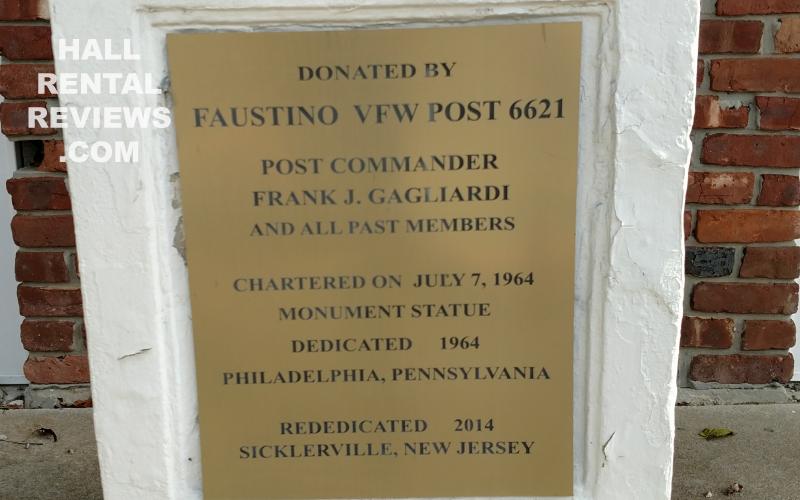 HALL
RENTAL
REVIEWS
.COM
DONATED BY
FAUSTINO VFW POST 6621
POST COMMANDER
FRANK J. GAGLIARDI
AND ALL PAST MEMBERS
CHARTERED ON JULY 7, 1964
MONUMENT STATUE
DEDICATED 1964
PHILADELPHIA, PENNSYLVANIA
REDEDICATED 2014
SICKLERVILLE, NEW JERSEY